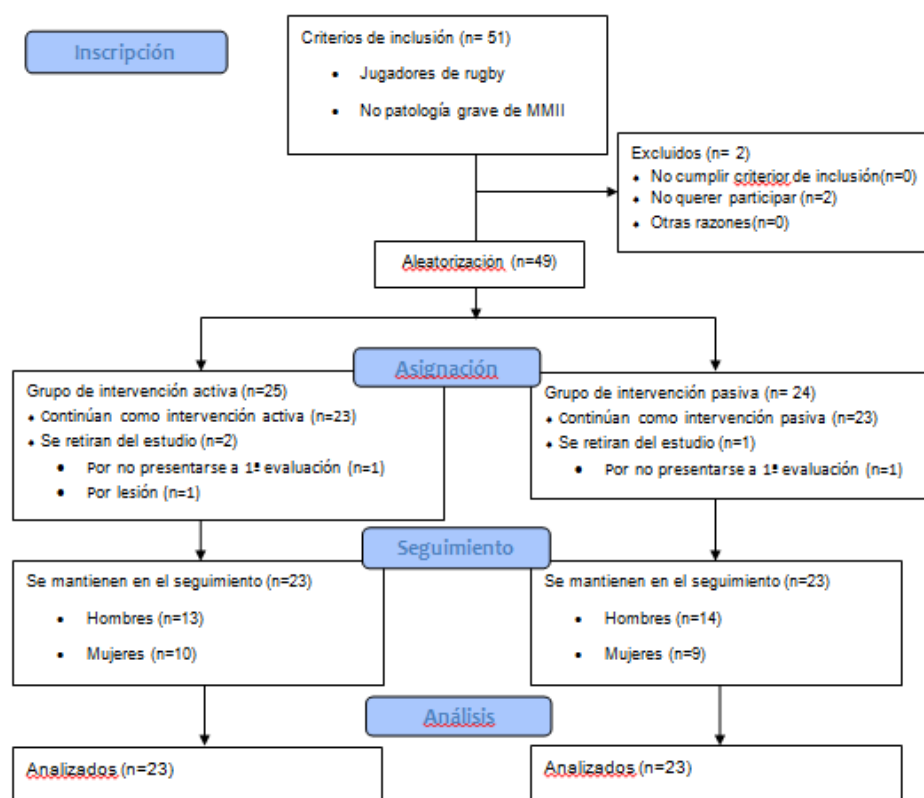 Inscripción
Criterios de inclusión (n= 51)
• Jugadores de rugby
• No patología grave de MMII
Excluidos (n= 2)
• No cumplir criterior de inclusión(n=0)
• No querer participar (n=2)
• Otras razones(n=0)
Aleatorización (n=49)
Asignación
Grupo de intervención activa (n=25)
• Continúan como intervención activa (n=23)
• Se retiran del estudio (n=2)
• Por no presentarse a 1ª evaluación (n=1)
• Por lesión (n=1)
Grupo de intervención pasiva (n= 24)
• Continúan como intervención pasiva (n=23)
• Se retiran del estudio (n=1)
• Por no presentarse a 1ª evaluación (n=1)
Seguimiento
Se mantienen en el seguimiento (n=23)
• Hombres (n=13)
• Mujeres (n=10)
Se mantienen en el seguimiento (n=23)
• Hombres (n=14)
• Mujeres (n=9)
Análisis
Analizados (n=23)
Analizados (n=23)